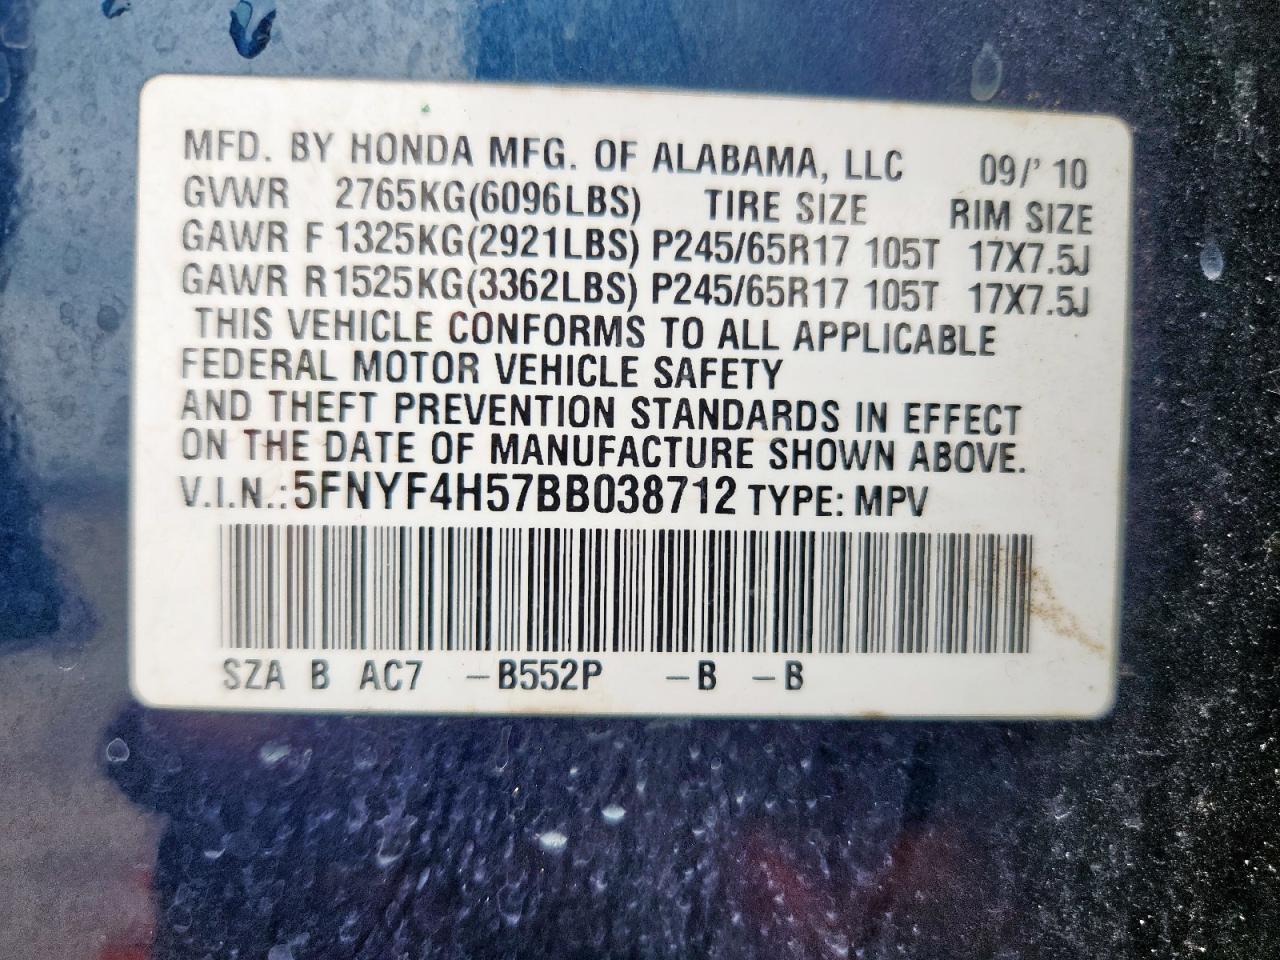 MFD. BY HONDA MFG. OF ALABAMA, LLC 09/' 10
GVWR 2765KG(6096LBS) TIRE SIZE RIM SIZE
GAWR F 1325KG(2921LBS) P245/65R17 105T 17X7.5J
GAWR R1525KG(3362LBS) P245/65R17 105T 17X7.5J
THIS VEHICLE CONFORMS TO ALL APPLICABLE
FEDERAL MOTOR VEHICLE SAFETY
AND THEFT PREVENTION STANDARDS IN EFFECT
ON THE DATE OF MANUFACTURE SHOWN ABOVE.
V.I.N.:5FNYF4H57BB038712 TYPE: MPV
SZA B AC7 -B552P -B -B